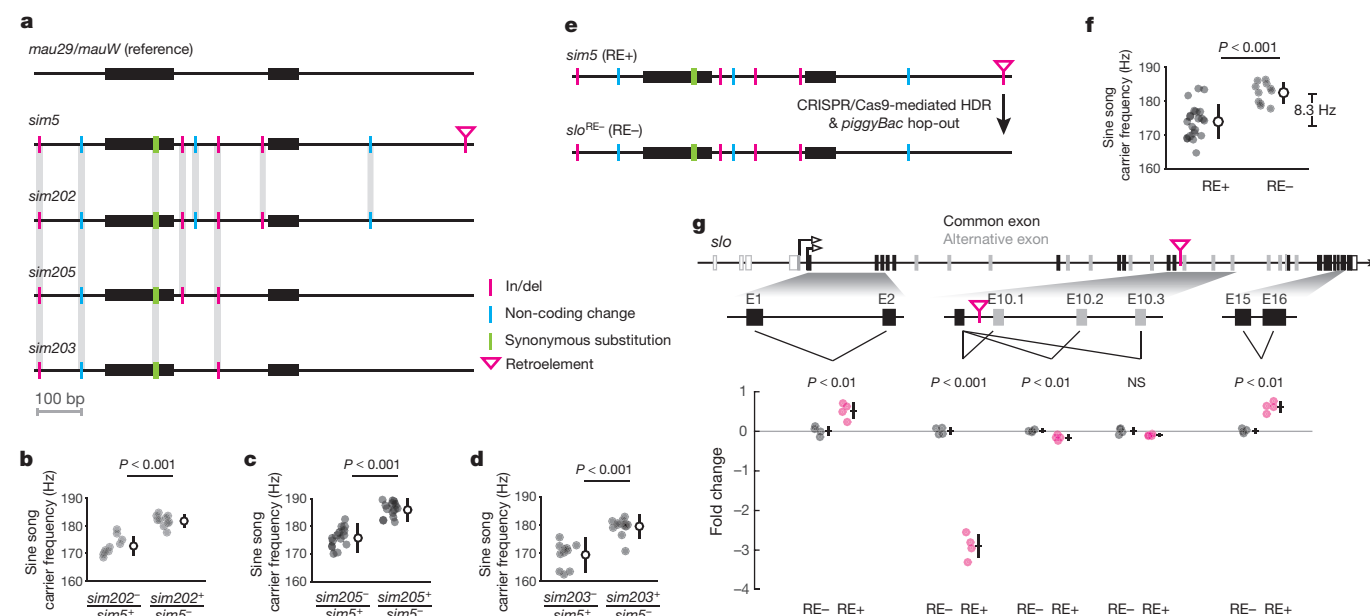 a
mau29/mauW (reference)
sim5
sim202
sim205
sim203
100 bp
In/del
Non-coding change
Synonymous substitution
Retroelement
b
P < 0.001
Sine song
carrier frequency (Hz)
190
180
170
160
sim202⁻
sim5⁺
sim202⁺
sim5⁻
c
P < 0.001
Sine song
carrier frequency (Hz)
190
180
170
160
sim205⁻
sim5⁺
sim205⁺
sim5⁻
d
P < 0.001
Sine song
carrier frequency (Hz)
190
180
170
160
sim203⁻
sim5⁺
sim203⁺
sim5⁻
e
sim5 (RE+)
CRISPR/Cas9-mediated HDR
& piggyBac hop-out
slo^RE– (RE–)
f
P < 0.001
Sine song
carrier frequency (Hz)
190
180
170
160
8.3 Hz
RE+
RE–
g
slo
Common exon
Alternative exon
E1
E2
E10.1
E10.2
E10.3
E15
E16
P < 0.01
P < 0.001
P < 0.01
NS
P < 0.01
Fold change
1
0
–1
–2
–3
–4
RE– RE+
RE– RE+
RE– RE+
RE– RE+
RE– RE+